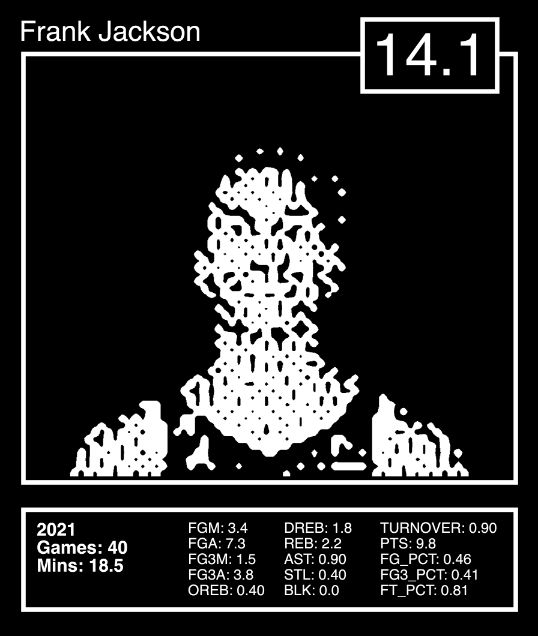 Frank Jackson
14.1
2021
Games: 40
Mins: 18.5
FGM: 3.4
FGA: 7.3
FG3M: 1.5
FG3A: 3.8
OREB: 0.40
DREB: 1.8
REB: 2.2
AST: 0.90
STL: 0.40
BLK: 0.0
TURNOVER: 0.90
PTS: 9.8
FG_PCT: 0.46
FG3_PCT: 0.41
FT_PCT: 0.81